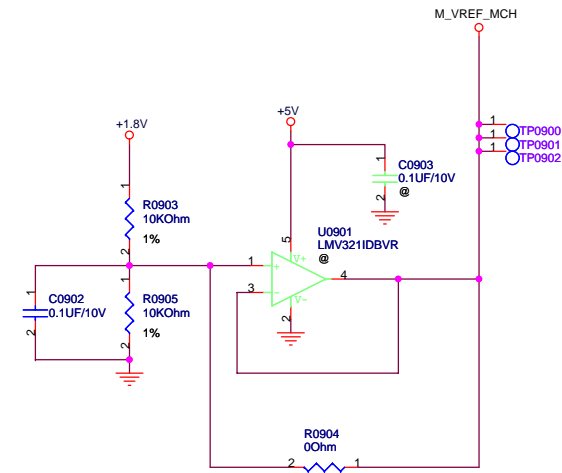 M_VREF_MCH
+1.8V
+5V
1
TP0900
1
TP0901
1
TP0902
1
C0903
0.1UF/10V
@
2
1
R0903
10KOhm
1%
2
5
U0901
LMV321IDBVR
@
V+
1
+
4
3
-
V-
2
1
C0902
0.1UF/10V
2
1
R0905
10KOhm
1%
2
R0904
0Ohm
2
1